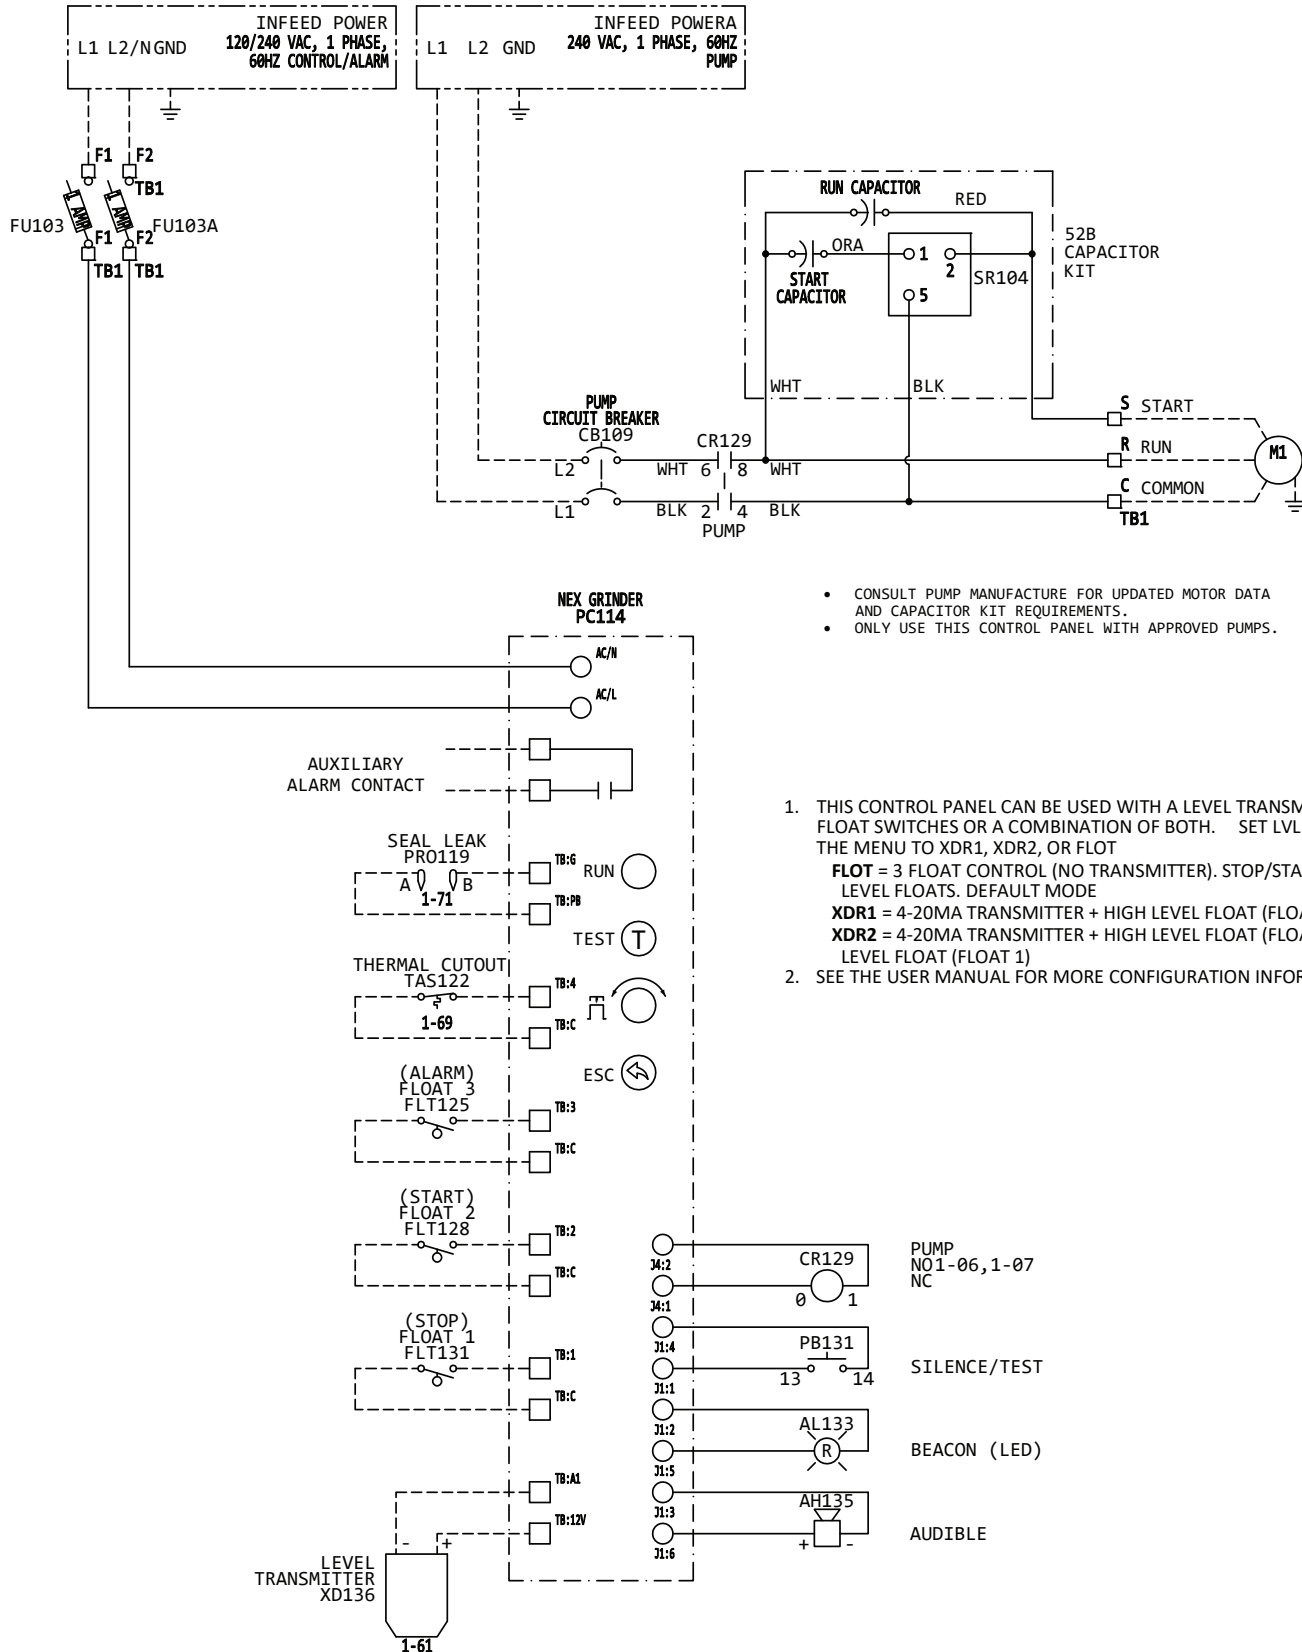 INFEED POWER
L1 L2/N GND
120/240 VAC, 1 PHASE,
60HZ CONTROL/ALARM
INFEED POWERA
L1 L2 GND
240 VAC, 1 PHASE, 60HZ
PUMP
F1 F2
TB1
FU103
1 AMP
1 AMP
FU103A
F1 F2
TB1 TB1
RUN CAPACITOR
RED
ORA
1
2
SR104
START
CAPACITOR
5
52B
CAPACITOR
KIT
WHT
BLK
PUMP
CIRCUIT BREAKER
CB109
CR129
L2
WHT 6 8 WHT
L1
BLK 2 4 BLK
PUMP
S START
R RUN
M1
C COMMON
TB1
• CONSULT PUMP MANUFACTURE FOR UPDATED MOTOR DATA
AND CAPACITOR KIT REQUIREMENTS.
• ONLY USE THIS CONTROL PANEL WITH APPROVED PUMPS.
NEX GRINDER
PC114
AC/N
AC/L
AUXILIARY
ALARM CONTACT
1. THIS CONTROL PANEL CAN BE USED WITH A LEVEL TRANSM
FLOAT SWITCHES OR A COMBINATION OF BOTH. SET LVL
THE MENU TO XDR1, XDR2, OR FLOT
FLOT = 3 FLOAT CONTROL (NO TRANSMITTER). STOP/STA
LEVEL FLOATS. DEFAULT MODE
XDR1 = 4-20MA TRANSMITTER + HIGH LEVEL FLOAT (FLOA
XDR2 = 4-20MA TRANSMITTER + HIGH LEVEL FLOAT (FLOA
LEVEL FLOAT (FLOAT 1)
2. SEE THE USER MANUAL FOR MORE CONFIGURATION INFOR
SEAL LEAK
PRO119
A B
1-71
TB:G
RUN
TB:PB
TEST T
THERMAL CUTOUT
TAS122
1-69
TB:4
TB:C
ESC
(ALARM)
FLOAT 3
FLT125
TB:3
TB:C
(START)
FLOAT 2
FLT128
TB:2
TB:C
(STOP)
FLOAT 1
FLT131
TB:1
TB:C
TB:A1
TB:12V
- +
LEVEL
TRANSMITTER
XD136
1-61
J4:2
CR129
0 1
J4:1
PUMP
NO1-06,1-07
NC
J1:4
PB131
13 14
J1:1
SILENCE/TEST
J1:2
AL133
R
J1:5
BEACON (LED)
J1:3
AH135
+ -
J1:6
AUDIBLE